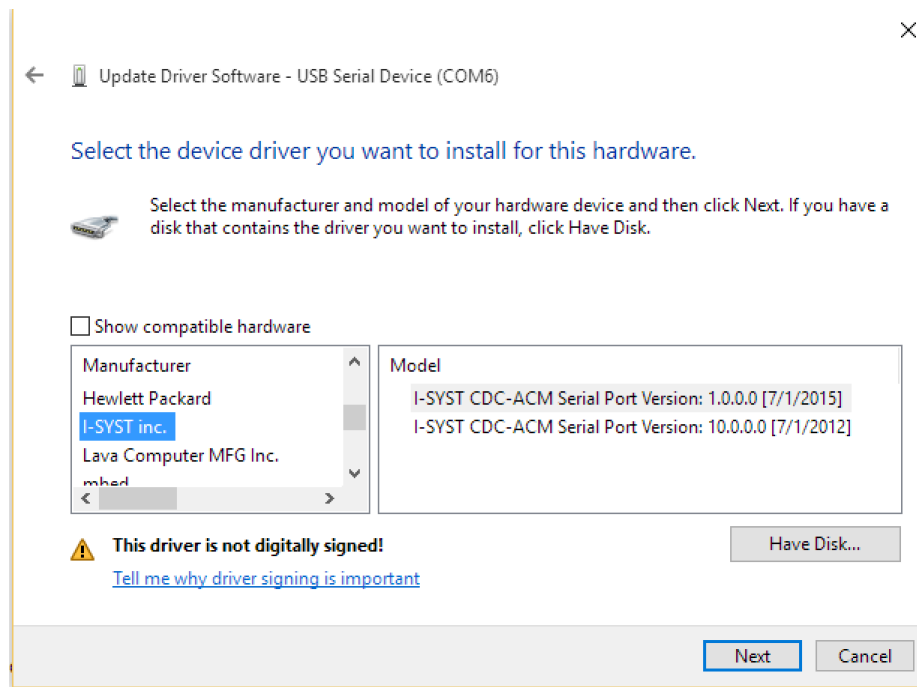 Update Driver Software - USB Serial Device (COM6)
Select the device driver you want to install for this hardware.
Select the manufacturer and model of your hardware device and then click Next. If you have a
disk that contains the driver you want to install, click Have Disk.
Show compatible hardware
Manufacturer
Hewlett Packard
I-SYST inc.
Lava Computer MFG Inc.
mbed
Model
I-SYST CDC-ACM Serial Port Version: 1.0.0.0 [7/1/2015]
I-SYST CDC-ACM Serial Port Version: 10.0.0.0 [7/1/2012]
This driver is not digitally signed!
Tell me why driver signing is important
Have Disk...
Next
Cancel